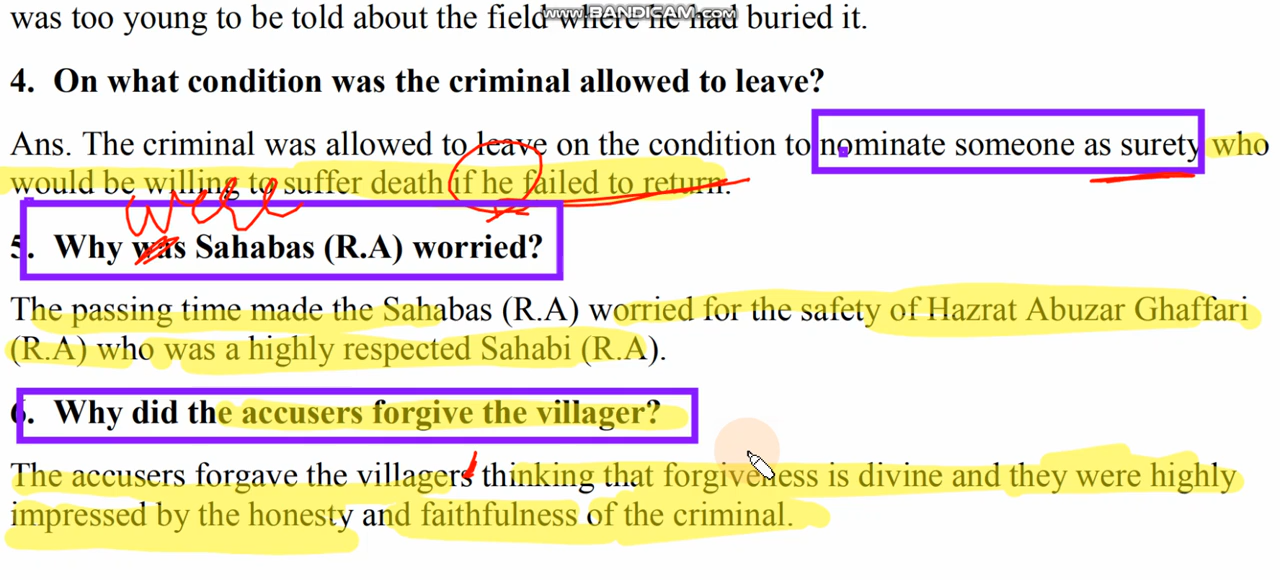 was too young to be told about the field where he had buried it.
www.BANDICAM.com
4. On what condition was the criminal allowed to leave?
Ans. The criminal was allowed to leave on the condition to nominate someone as surety who
would be willing to suffer death if he failed to return.
were
5. Why was Sahabas (R.A) worried?
The passing time made the Sahabas (R.A) worried for the safety of Hazrat Abuzar Ghaffari
(R.A) who was a highly respected Sahabi (R.A).
6. Why did the accusers forgive the villager?
The accusers forgave the villagers thinking that forgiveness is divine and they were highly
impressed by the honesty and faithfulness of the criminal.